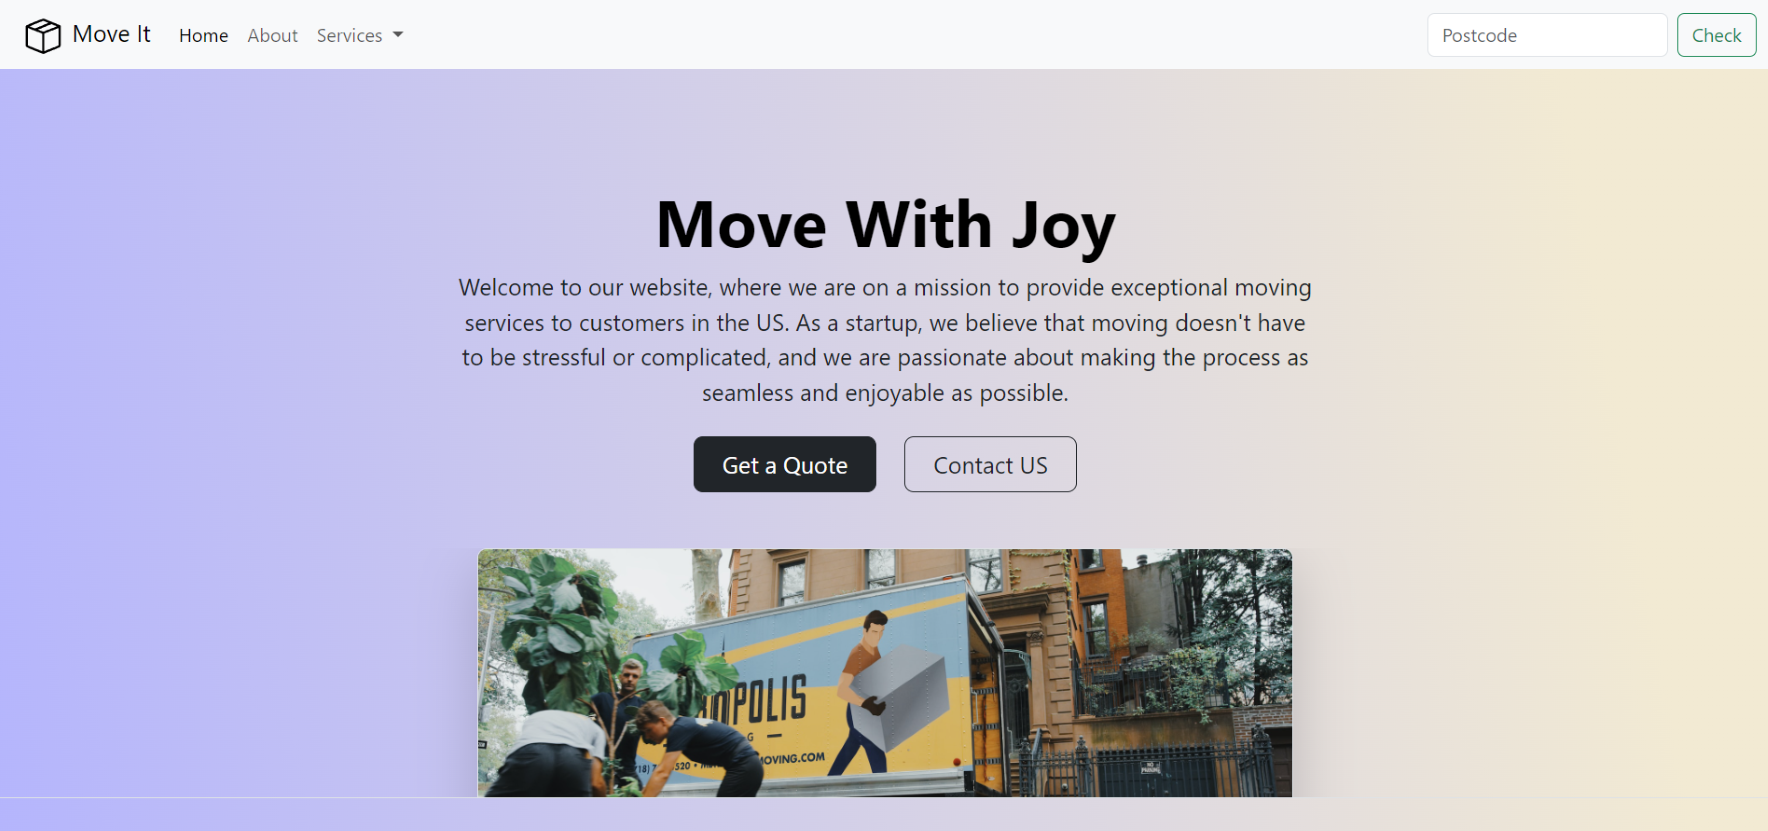 Move It
Home
About
Services
Postcode
Check
Move With Joy
Welcome to our website, where we are on a mission to provide exceptional moving
services to customers in the US. As a startup, we believe that moving doesn't have
to be stressful or complicated, and we are passionate about making the process as
seamless and enjoyable as possible.
Get a Quote
Contact US
POLIS
G
520 •
OVING.COM
NO
PARKING